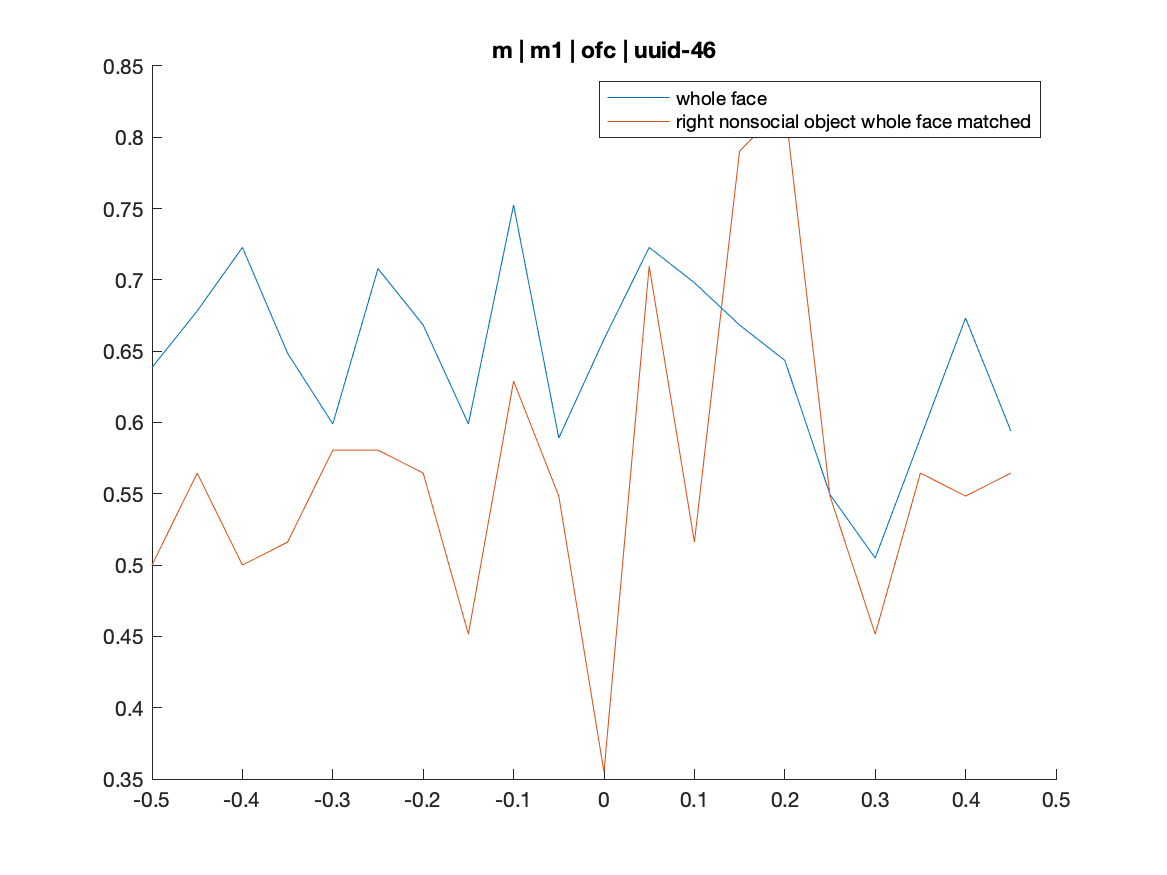 m | m1 | ofc | uuid-46
whole face
right nonsocial object whole face matched
0.85
0.8
0.75
0.7
0.65
0.6
0.55
0.5
0.45
0.4
0.35
-0.5 -0.4 -0.3 -0.2 -0.1 0 0.1 0.2 0.3 0.4 0.5